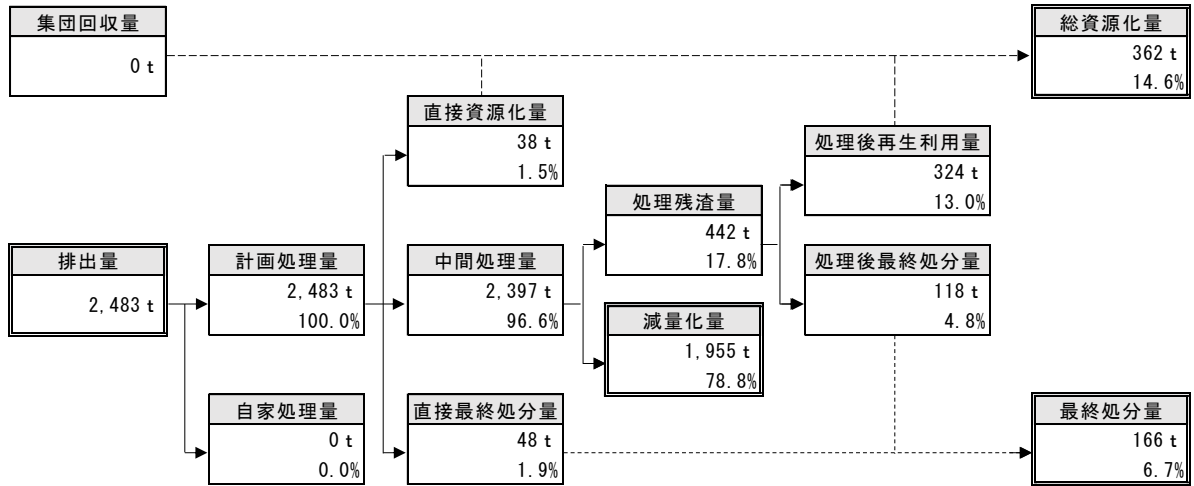 集団回収量
0 t
総資源化量
362 t
14.6%
直接資源化量
38 t
1.5%
処理後再生利用量
324 t
13.0%
処理残渣量
442 t
17.8%
排出量
2,483 t
計画処理量
2,483 t
100.0%
中間処理量
2,397 t
96.6%
処理後最終処分量
118 t
4.8%
減量化量
1,955 t
78.8%
自家処理量
0 t
0.0%
直接最終処分量
48 t
1.9%
最終処分量
166 t
6.7%